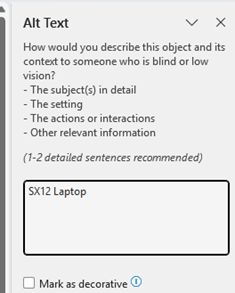 Alt Text
How would you describe this object and its
context to someone who is blind or low
vision?
- The subject(s) in detail
- The setting
- The actions or interactions
- Other relevant information
(1-2 detailed sentences recommended)
SX12 Laptop
Mark as decorative